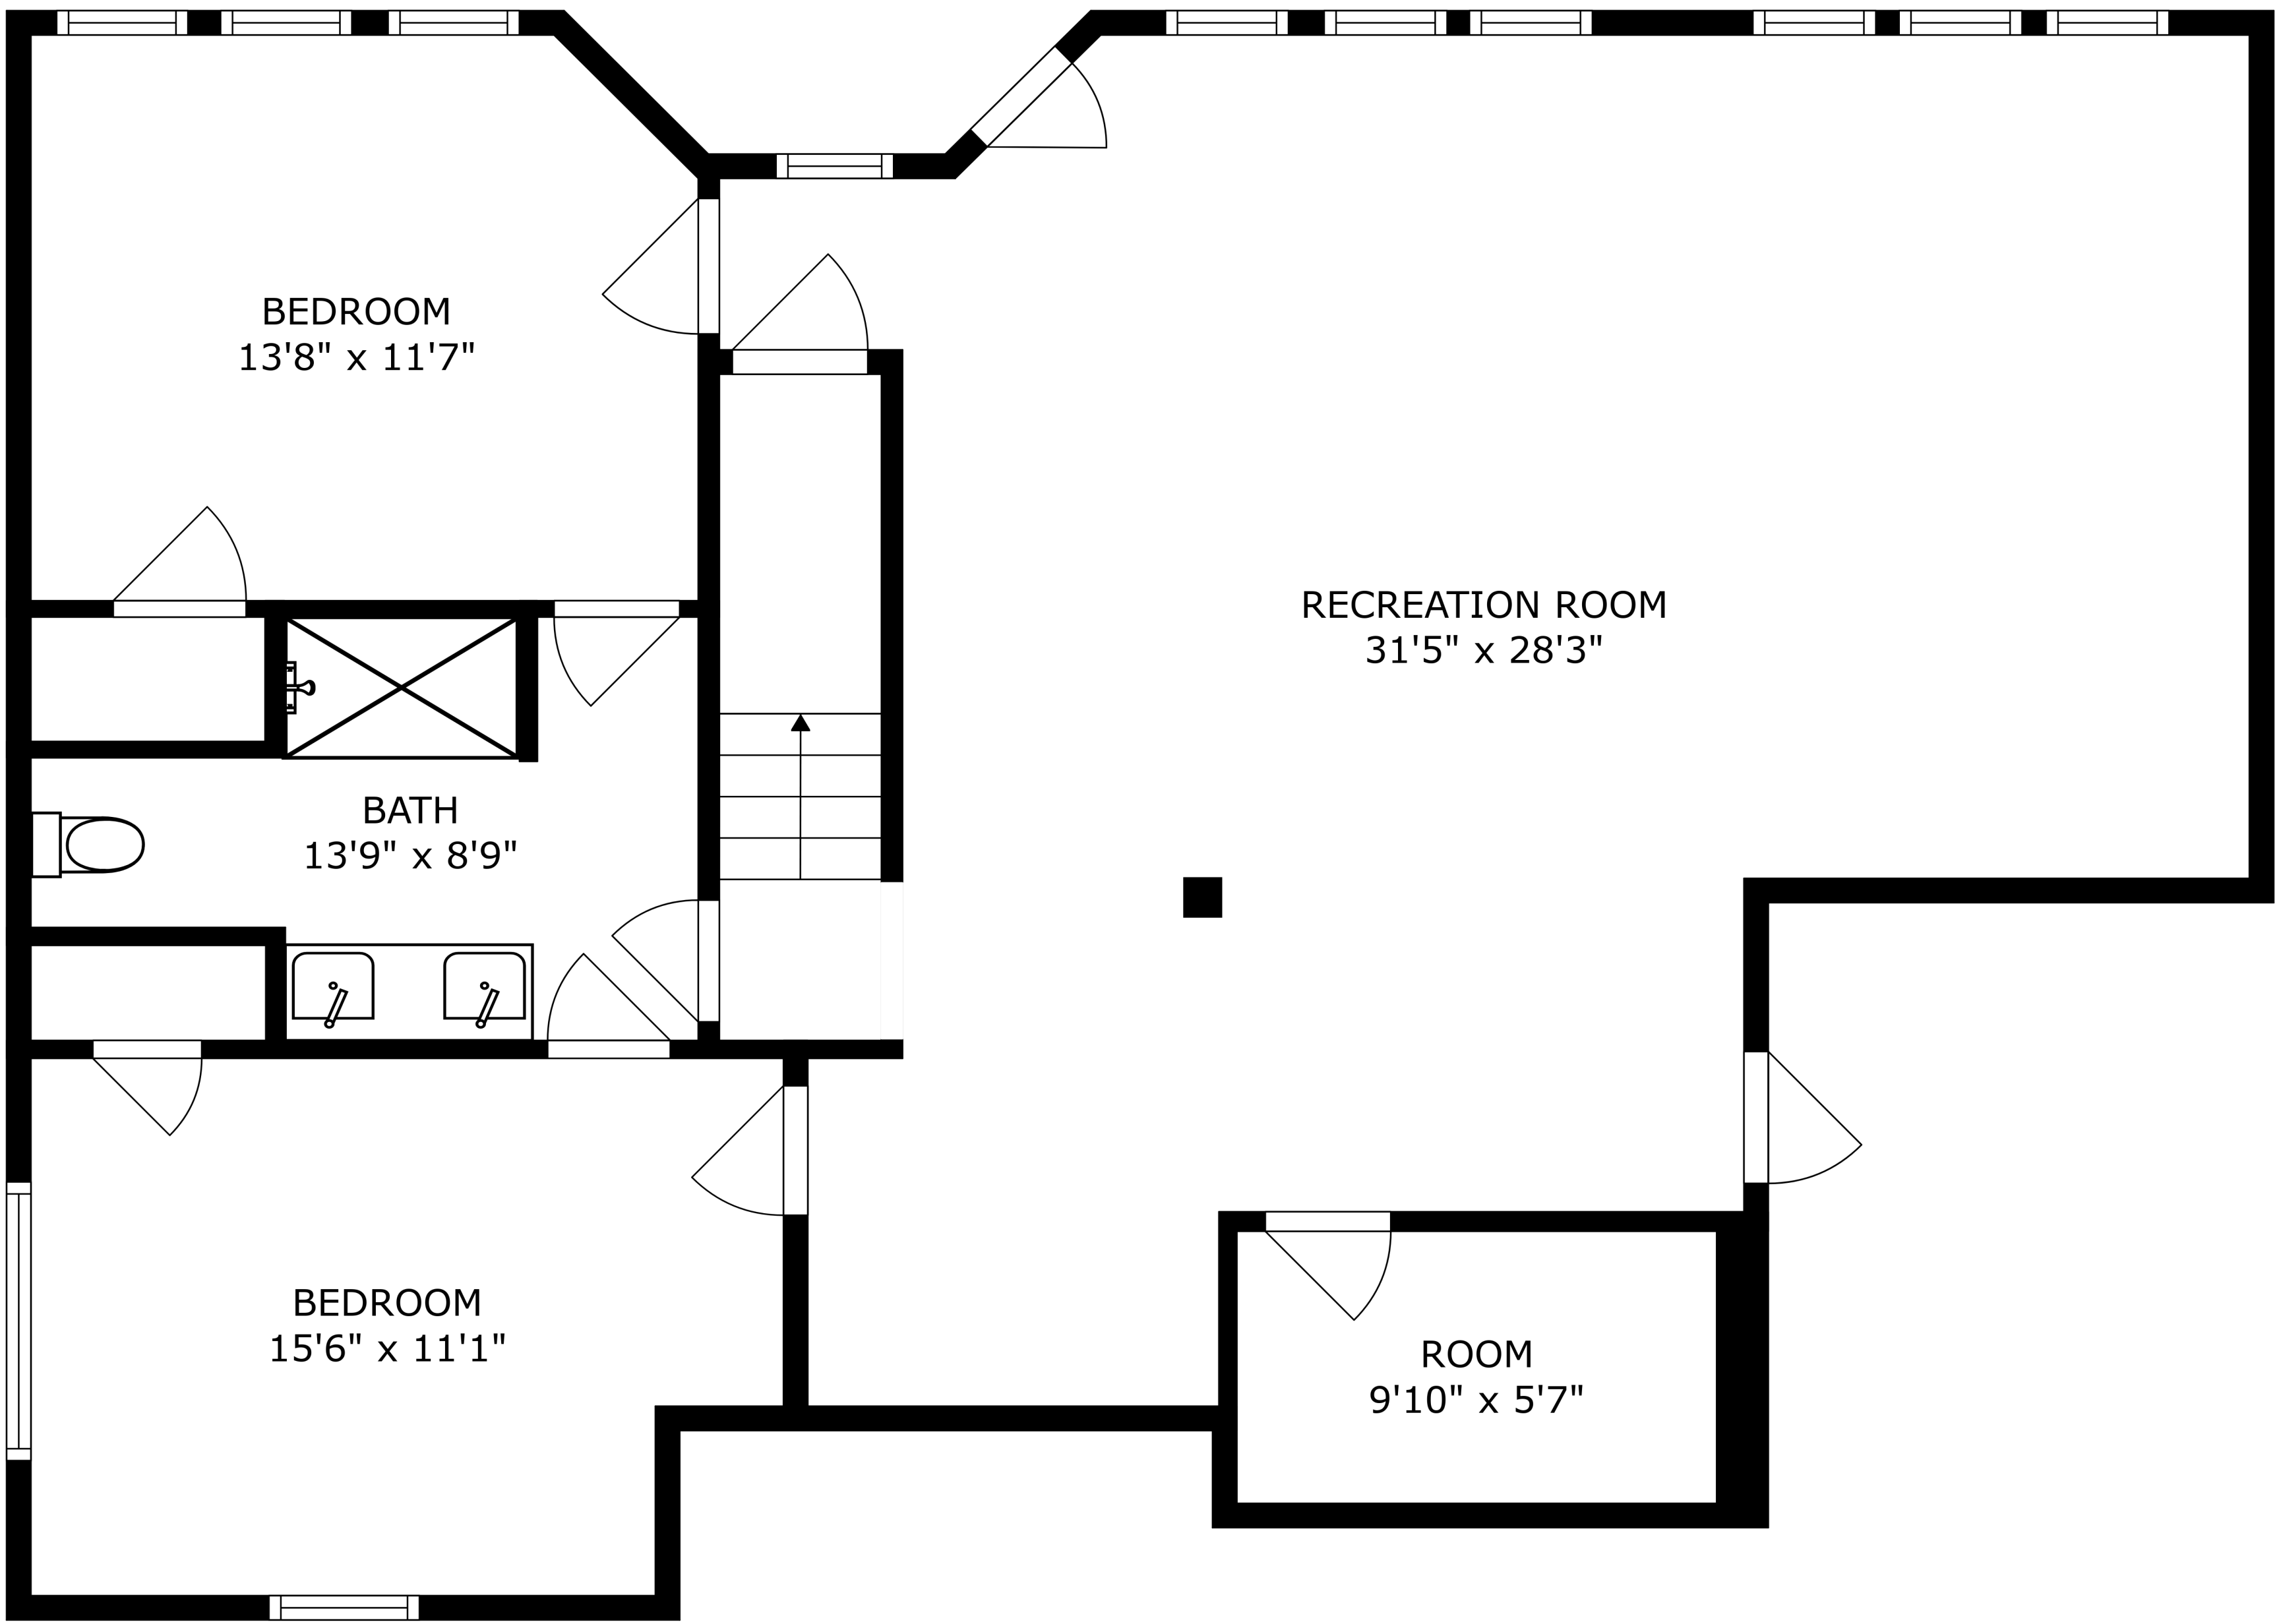 BEDROOM
13'8" x 11'7"
RECREATION ROOM
31'5" x 28'3"
BATH
13'9" x 8'9"
BEDROOM
15'6" x 11'1"
ROOM
9'10" x 5'7"